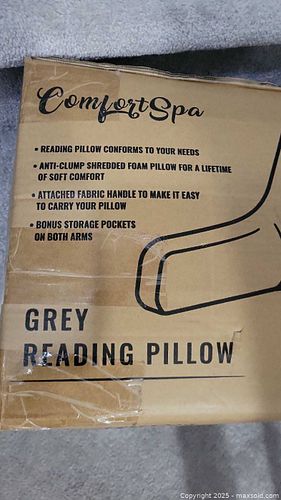 ComfortSpa
• READING PILLOW CONFORMS TO YOUR NEEDS
• ANTI-CLUMP SHREDDED FOAM PILLOW FOR A LIFETIME
OF SOFT COMFORT
• ATTACHED FABRIC HANDLE TO MAKE IT EASY
TO CARRY YOUR PILLOW
• BONUS STORAGE POCKETS
ON BOTH ARMS
GREY
READING PILLOW
Copyright © 2025 - maxsold.com